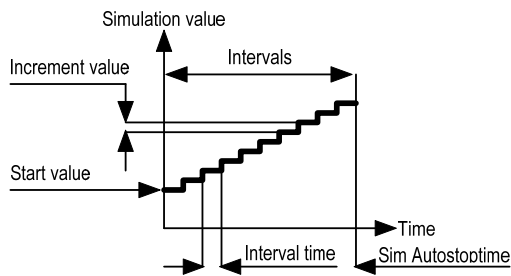 Simulation value
Increment value
Intervals
Start value
Time
Interval time
Sim Autostoptime